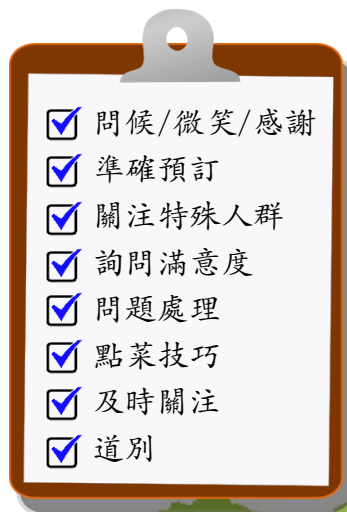 問候/微笑/感謝
準確預訂
關注特殊人群
詢問滿意度
問題處理
點菜技巧
及時關注
道別